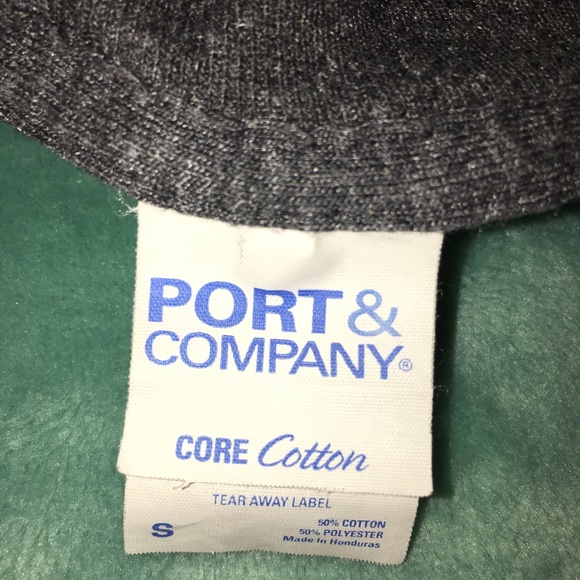 PORT &
COMPANY®
CORE Cotton
TEAR AWAY LABEL
S
50% COTTON
50% POLYESTER
Made In Honduras